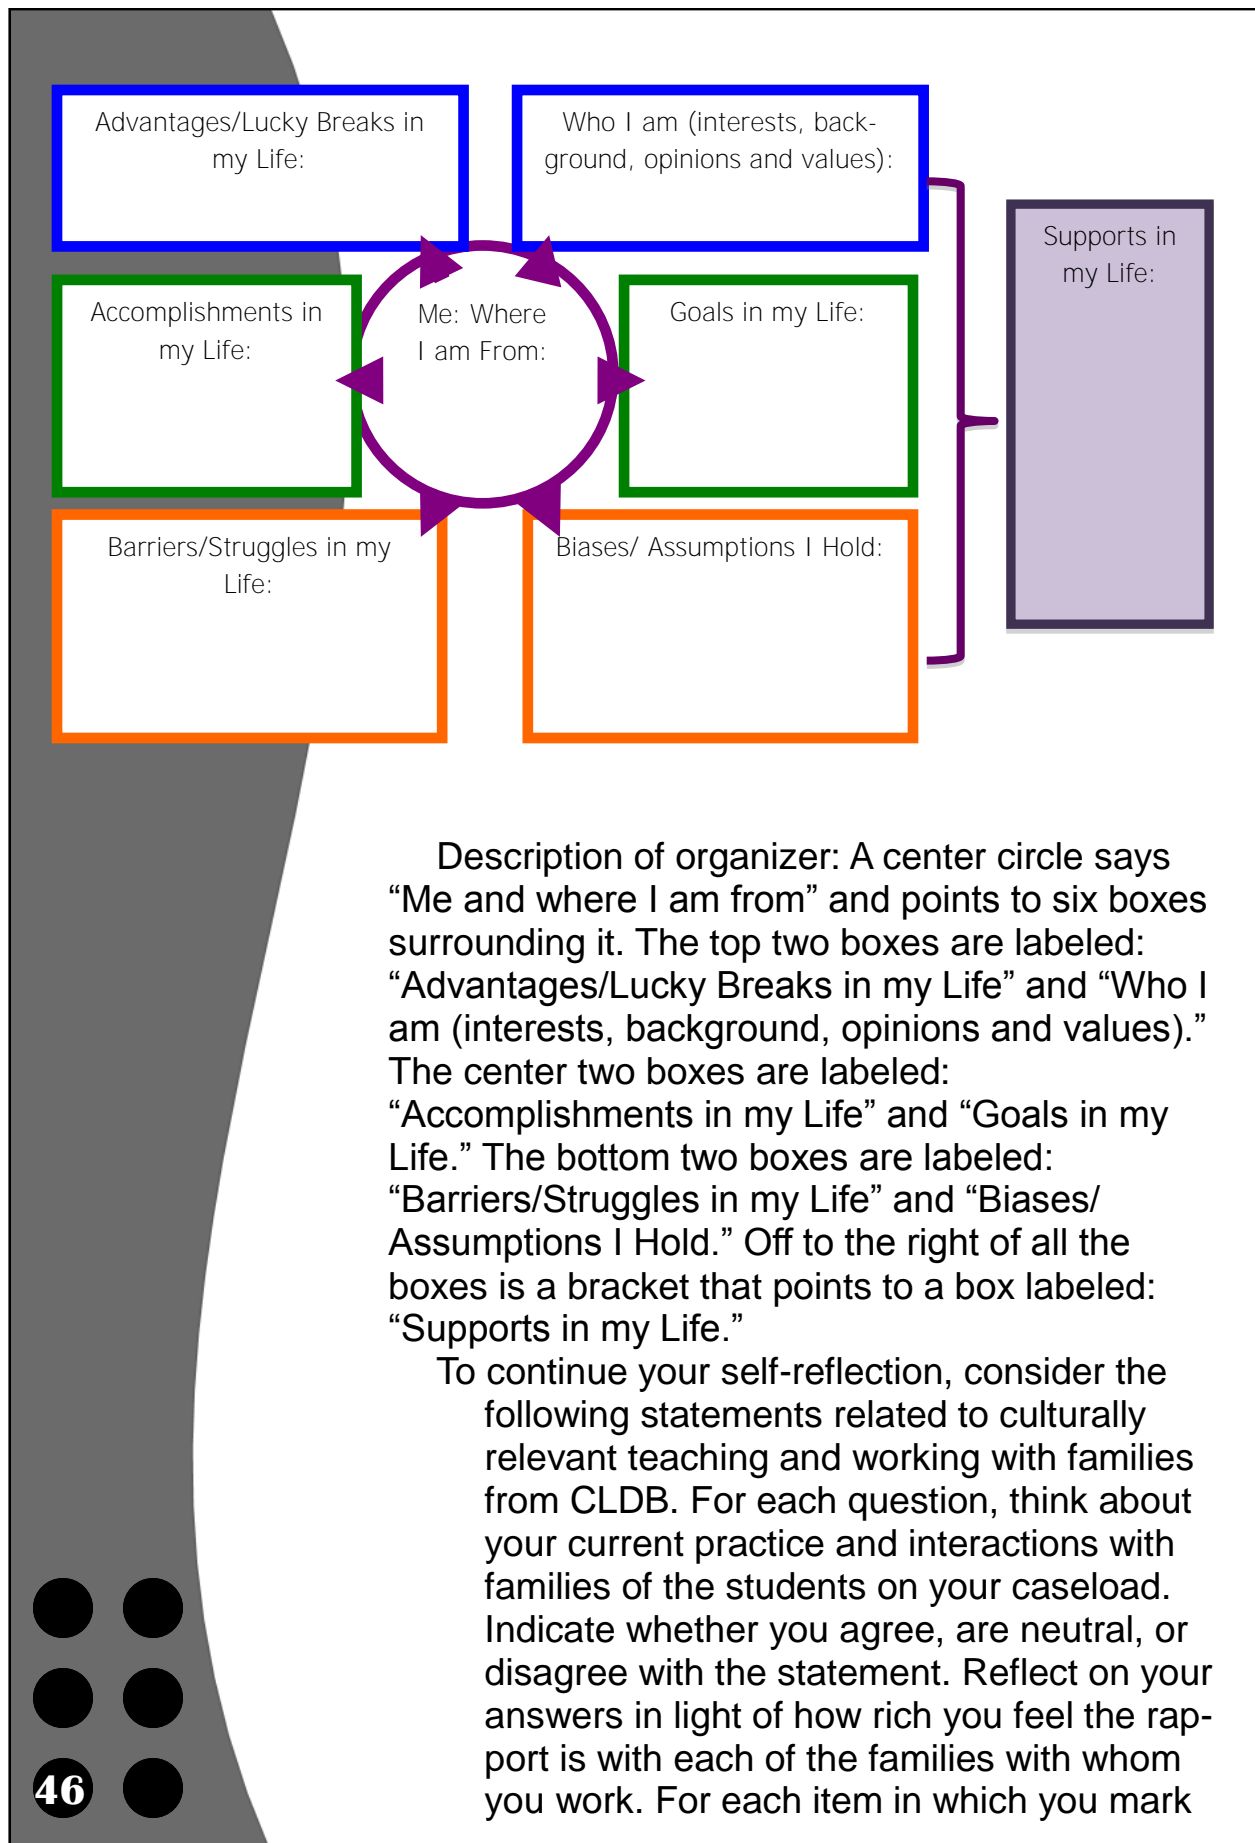 Advantages/Lucky Breaks in
my Life:
Who I am (interests, back-
ground, opinions and values):
Supports in
my Life:
Accomplishments in
my Life:
Me: Where
I am From:
Goals in my Life:
Barriers/Struggles in my
Life:
Biases/ Assumptions I Hold:
Description of organizer: A center circle says
“Me and where I am from” and points to six boxes
surrounding it. The top two boxes are labeled:
“Advantages/Lucky Breaks in my Life” and “Who I
am (interests, background, opinions and values).”
The center two boxes are labeled:
“Accomplishments in my Life” and “Goals in my
Life.” The bottom two boxes are labeled:
“Barriers/Struggles in my Life” and “Biases/
Assumptions I Hold.” Off to the right of all the
boxes is a bracket that points to a box labeled:
“Supports in my Life.”
To continue your self-reflection, consider the
following statements related to culturally
relevant teaching and working with families
from CLDB. For each question, think about
your current practice and interactions with
families of the students on your caseload.
Indicate whether you agree, are neutral, or
disagree with the statement. Reflect on your
answers in light of how rich you feel the rap-
port is with each of the families with whom
you work. For each item in which you mark
46